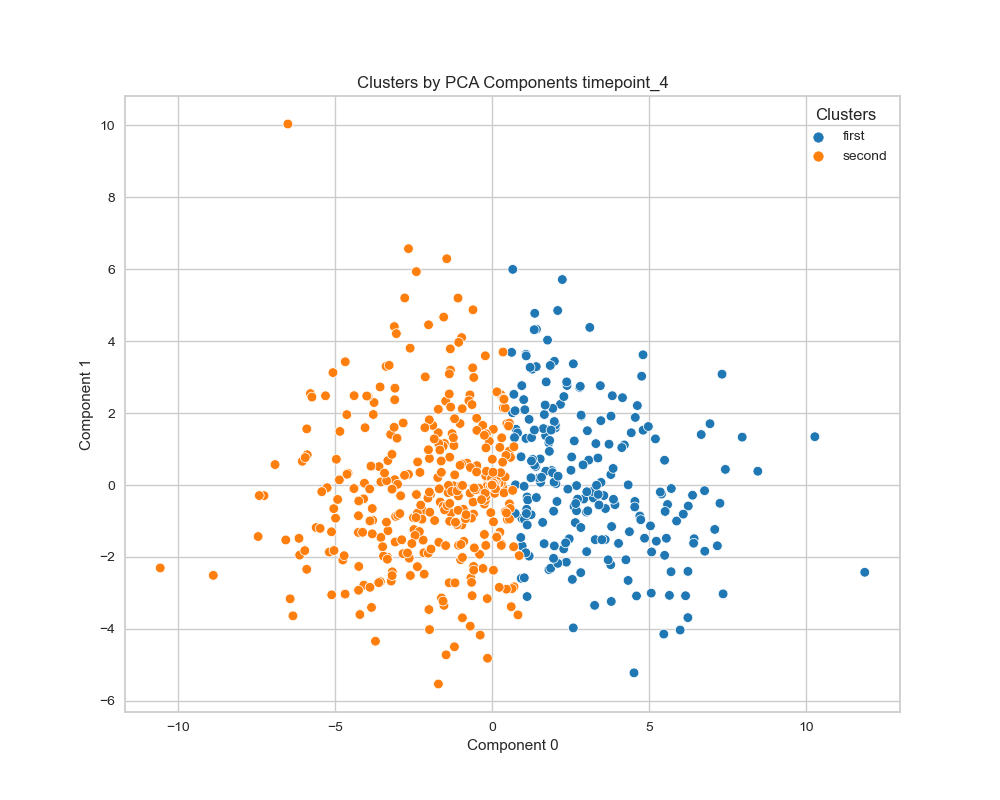 Clusters by PCA Components timepoint_4
Clusters
first
second
Component 1
10
8
6
4
2
0
−2
−4
−6
−10
−5
0
5
10
Component 0